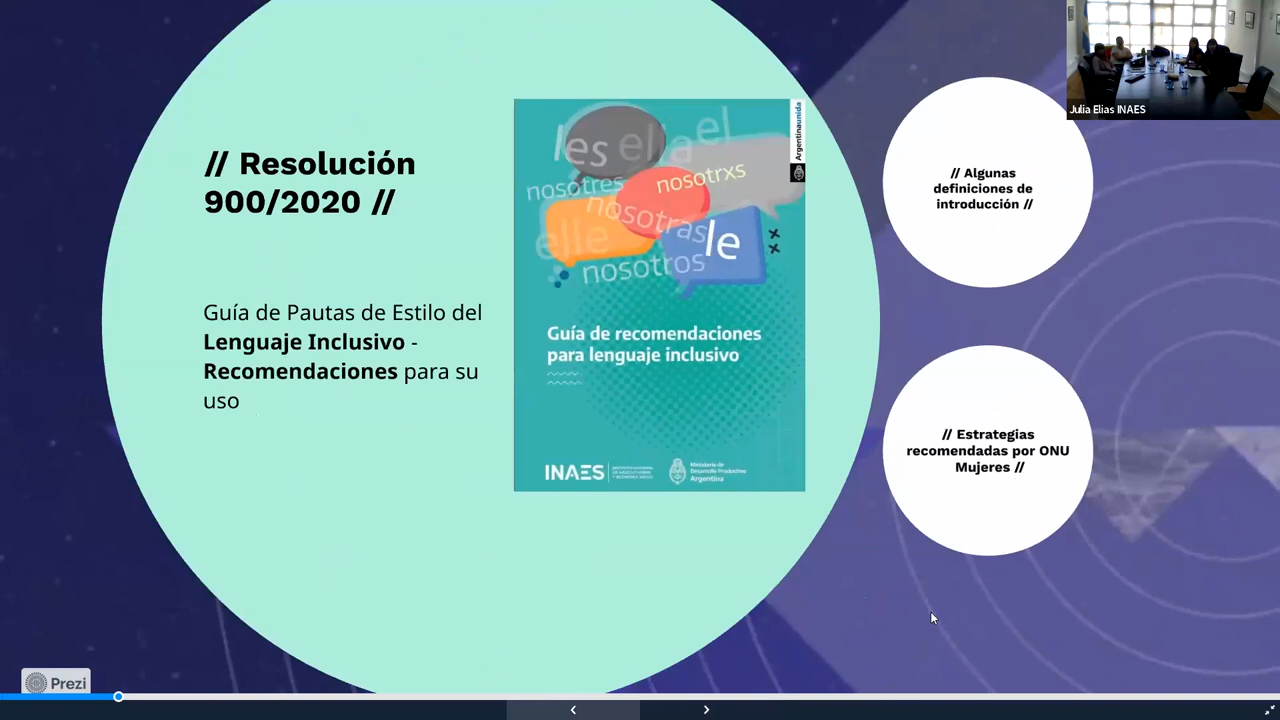 // Resolución
900/2020 //
Guía de Pautas de Estilo del
Lenguaje Inclusivo -
Recomendaciones para su
uso
les ella el
nosotres nosotrxs
nosotras
elle le
nosotros
xx
Argentina unida
Guía de recomendaciones
para lenguaje inclusivo
INAES
Ministerio de
Desarrollo Productivo
Argentina
// Algunas
definiciones de
introducción //
// Estrategias
recomendadas por ONU
Mujeres //
Julia Elias INAES
Prezi